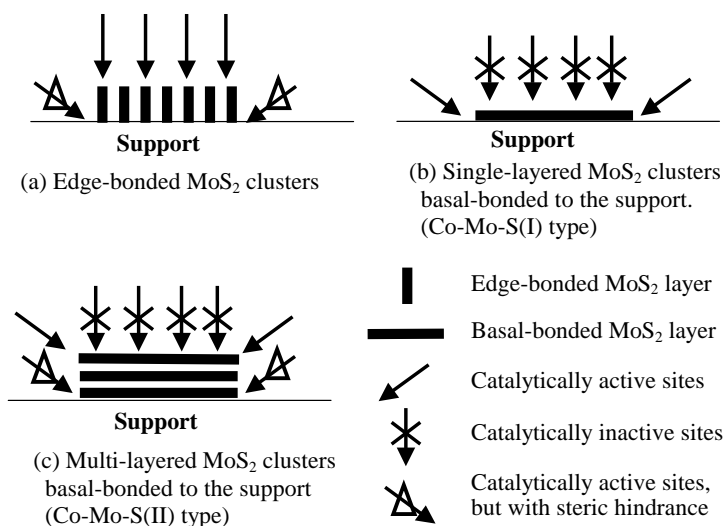 Support
(a) Edge-bonded MoS₂ clusters
Support
(b) Single-layered MoS₂ clusters
basal-bonded to the support.
(Co-Mo-S(I) type)
Support
(c) Multi-layered MoS₂ clusters
basal-bonded to the support
(Co-Mo-S(II) type)
Edge-bonded MoS₂ layer
Basal-bonded MoS₂ layer
Catalytically active sites
Catalytically inactive sites
Catalytically active sites,
but with steric hindrance